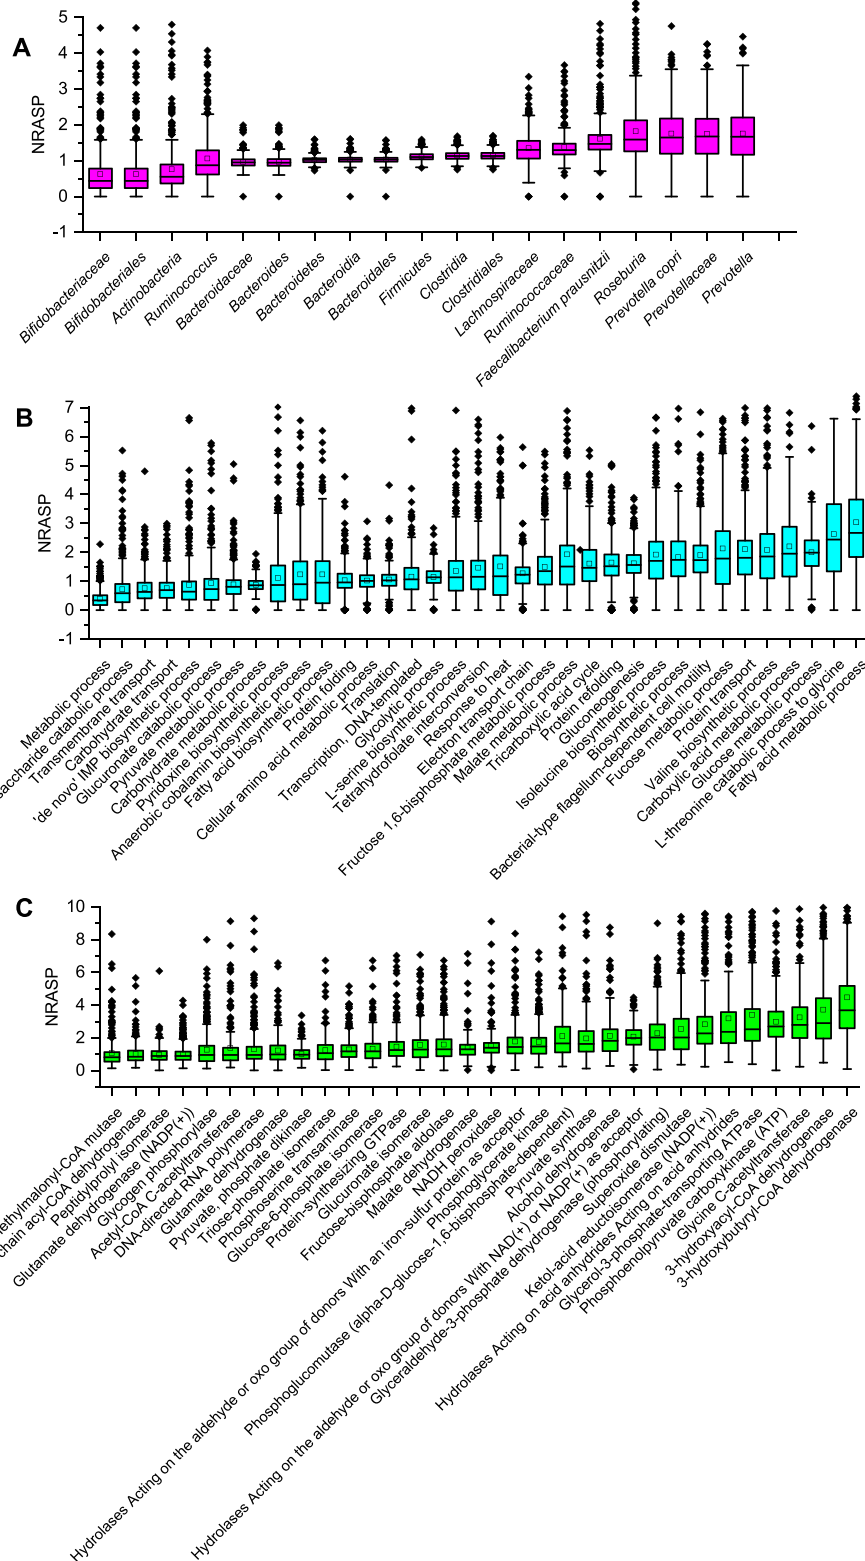 A
NRASP
5
4
3
2
1
0
-1
Bifidobacteriaceae
Bifidobacteriales
Actinobacteria
Ruminococcus
Bacteroidaceae
Bacteroides
Bacteroidetes
Bacteroidia
Bacteroidales
Firmicutes
Clostridia
Clostridiales
Lachnospiraceae
Ruminococcaceae
Faecalibacterium prausnitzii
Roseburia
Prevotella copri
Prevotellaceae
Prevotella
B
NRASP
7
6
5
4
3
2
1
0
-1
Metabolic process
saccharide catabolic process
Transmembrane transport
Carbohydrate transport
'de novo' IMP biosynthetic process
Glucuronate catabolic process
Pyruvate metabolic process
Carbohydrate metabolic process
Pyridoxine biosynthetic process
Anaerobic cobalamin biosynthetic process
Fatty acid biosynthetic process
Protein folding
Cellular amino acid metabolic process
Translation
Transcription, DNA-templated
Glycolytic process
L-serine biosynthetic process
Tetrahydrofolate interconversion
Response to heat
Electron transport chain
Fructose 1,6-bisphosphate metabolic process
Malate metabolic process
Tricarboxylic acid cycle
Protein refolding
Gluconeogenesis
Isoleucine biosynthetic process
Biosynthetic process
Bacterial-type flagellum-dependent cell motility
Fucose metabolic process
Protein transport
Valine biosynthetic process
Carboxylic acid metabolic process
Glucose metabolic process
L-threonine catabolic process to glycine
Fatty acid metabolic process
C
NRASP
10
8
6
4
2
0
ethylmalonyl-CoA mutase
chain acyl-CoA dehydrogenase
Peptidylprolyl isomerase
Glutamate dehydrogenase (NADP(+))
Glycogen phosphorylase
Acetyl-CoA C-acetyltransferase
DNA-directed RNA polymerase
Glutamate dehydrogenase
Pyruvate, phosphate dikinase
Triose-phosphate isomerase
Phosphoserine transaminase
Glucose-6-phosphate isomerase
Protein-synthesizing GTPase
Glucuronate isomerase
Fructose-bisphosphate aldolase
Malate dehydrogenase
NADH peroxidase
Hydrolases Acting on the aldehyde or oxo group of donors With an iron-sulfur protein as acceptor
Phosphoglycerate kinase
Phosphoglucomutase (alpha-D-glucose-1,6-bisphosphate-dependent)
Pyruvate synthase
Alcohol dehydrogenase
Hydrolases Acting on the aldehyde or oxo group of donors With NAD(+) or NADP(+) as acceptor
Glyceraldehyde-3-phosphate dehydrogenase (phosphorylating)
Superoxide dismutase
Ketol-acid reductoisomerase (NADP(+))
Hydrolases Acting on acid anhydrides Acting on acid anhydrides
Glycerol-3-phosphate-transporting ATPase
Phosphoenolpyruvate carboxykinase (ATP)
Glycine C-acetyltransferase
3-hydroxyacyl-CoA dehydrogenase
3-hydroxybutyryl-CoA dehydrogenase